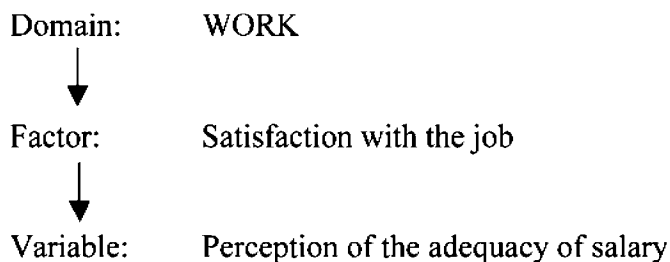 Domain: WORK
Factor: Satisfaction with the job
Variable: Perception of the adequacy of salary